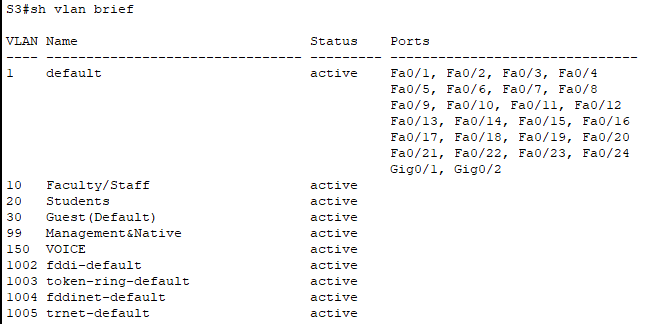 S3#sh vlan brief
VLAN Name                             Status    Ports
---- -------------------------------- --------- -------------------------------
1    default                          active    Fa0/1, Fa0/2, Fa0/3, Fa0/4
                                                Fa0/5, Fa0/6, Fa0/7, Fa0/8
                                                Fa0/9, Fa0/10, Fa0/11, Fa0/12
                                                Fa0/13, Fa0/14, Fa0/15, Fa0/16
                                                Fa0/17, Fa0/18, Fa0/19, Fa0/20
                                                Fa0/21, Fa0/22, Fa0/23, Fa0/24
                                                Gig0/1, Gig0/2
10   Faculty/Staff                    active
20   Students                         active
30   Guest(Default)                   active
99   Management&Native                active
150  VOICE                            active
1002 fddi-default                     active
1003 token-ring-default               active
1004 fddinet-default                  active
1005 trnet-default                    active